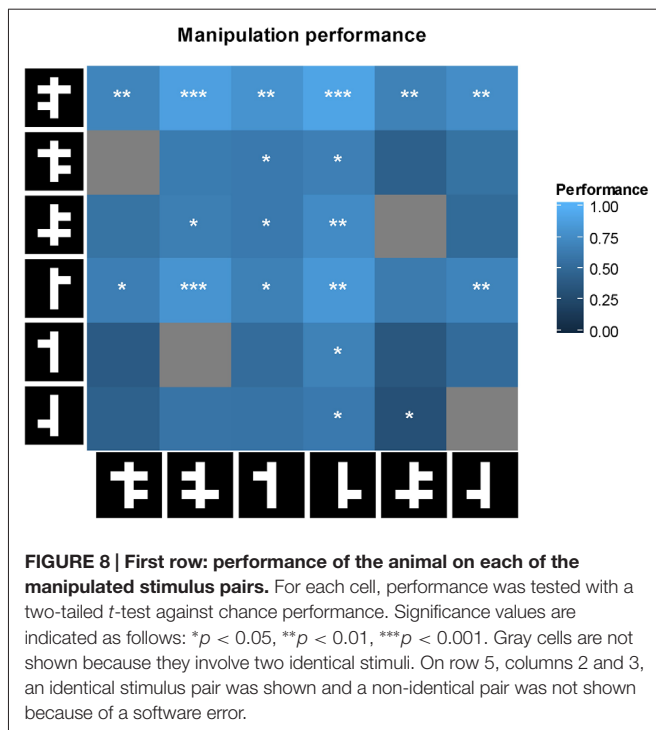 Manipulation performance
** *** ** *** ** **
* *
* * **
* *** * ** **
*
* *
Performance
1.00
0.75
0.50
0.25
0.00
FIGURE 8 | First row: performance of the animal on each of the
manipulated stimulus pairs. For each cell, performance was tested with a
two-tailed t-test against chance performance. Significance values are
indicated as follows: *p < 0.05, **p < 0.01, ***p < 0.001. Gray cells are not
shown because they involve two identical stimuli. On row 5, columns 2 and 3,
an identical stimulus pair was shown and a non-identical pair was not shown
because of a software error.